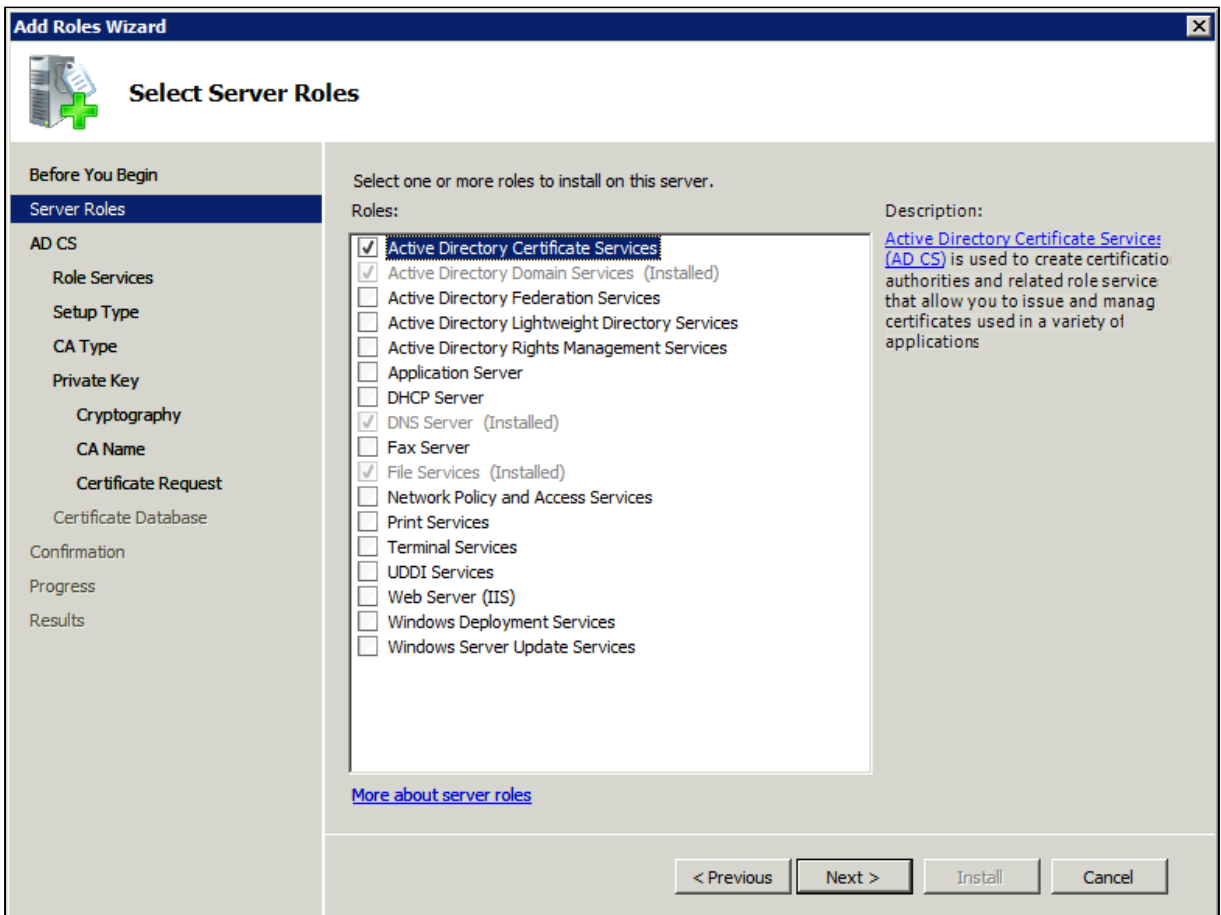 Add Roles Wizard
Select Server Roles
Before You Begin
Server Roles
AD CS
Role Services
Setup Type
CA Type
Private Key
Cryptography
CA Name
Certificate Request
Certificate Database
Confirmation
Progress
Results
Select one or more roles to install on this server.
Roles:
Active Directory Certificate Services
Active Directory Domain Services (Installed)
Active Directory Federation Services
Active Directory Lightweight Directory Services
Active Directory Rights Management Services
Application Server
DHCP Server
DNS Server (Installed)
Fax Server
File Services (Installed)
Network Policy and Access Services
Print Services
Terminal Services
UDDI Services
Web Server (IIS)
Windows Deployment Services
Windows Server Update Services
More about server roles
Description:
Active Directory Certificate Services
(AD CS) is used to create certificatio
authorities and related role service
that allow you to issue and manag
certificates used in a variety of
applications
< Previous
Next >
Install
Cancel